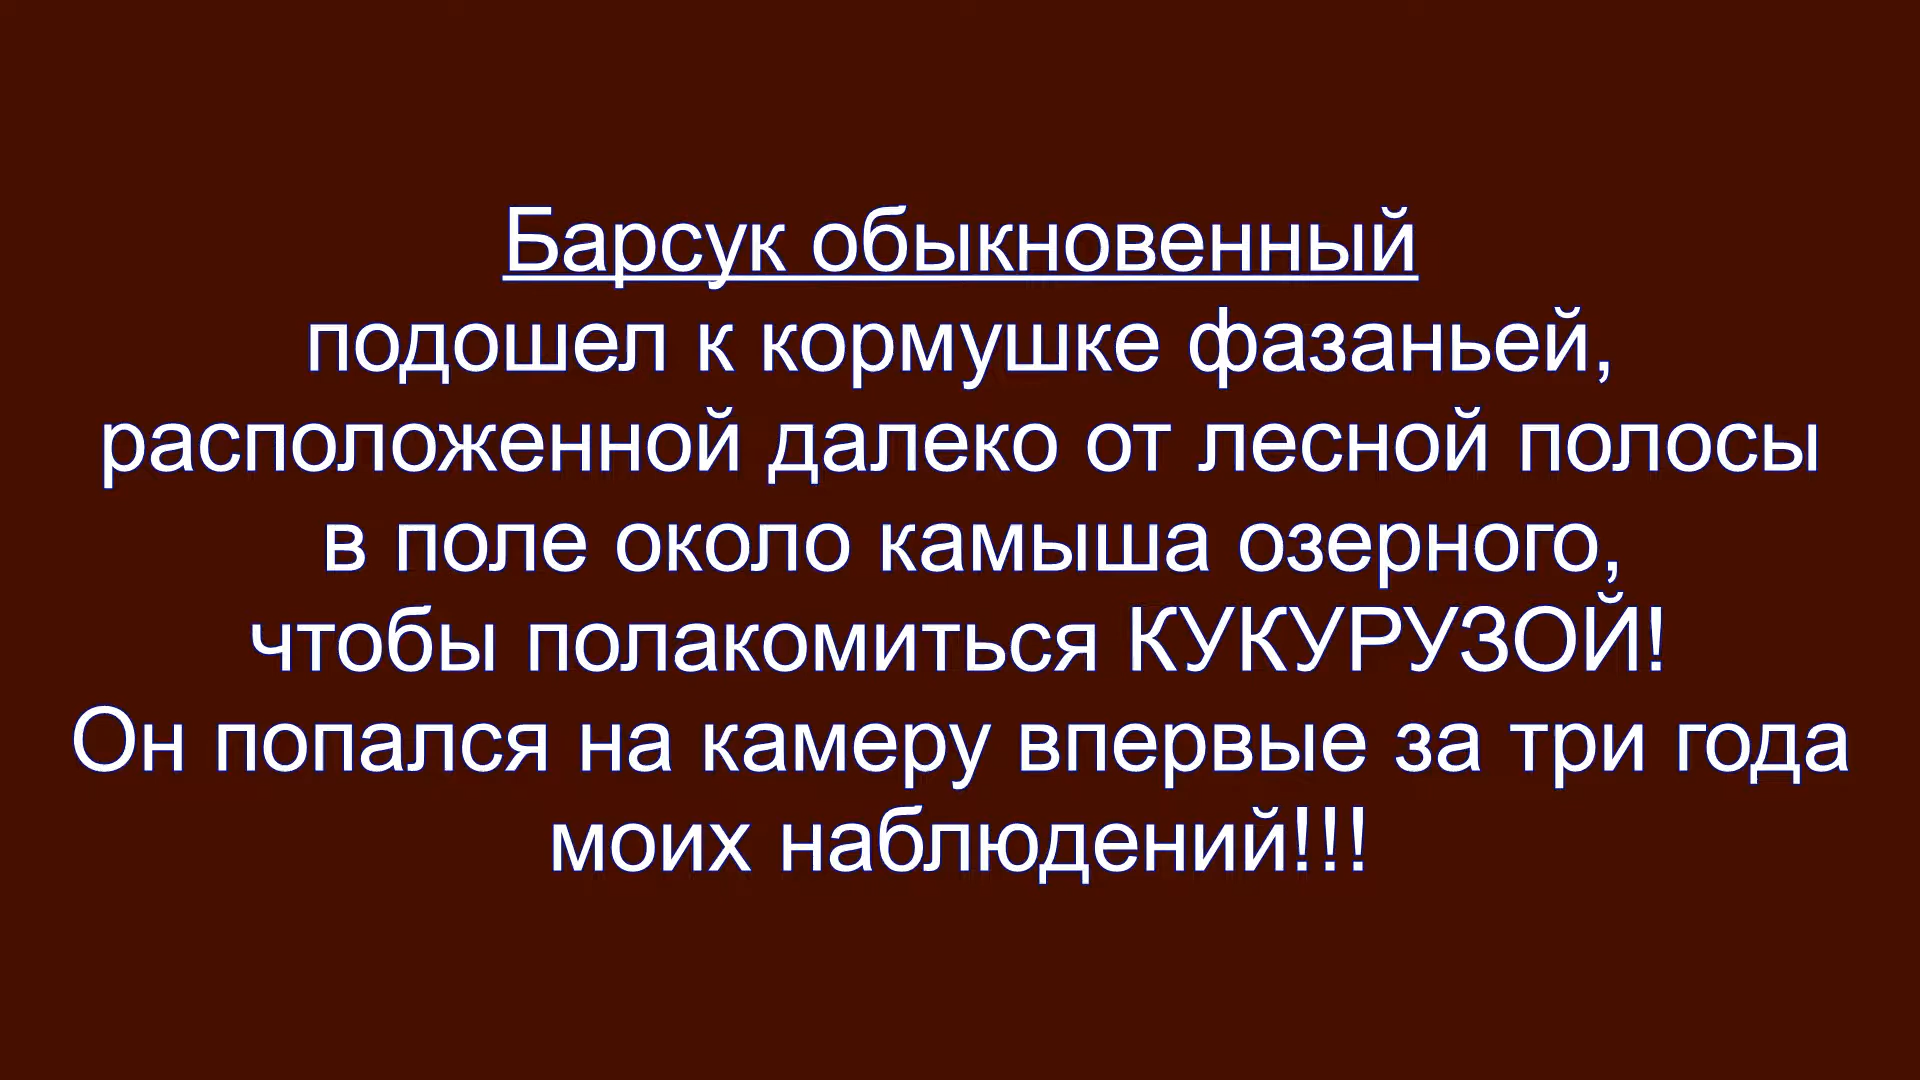 Барсук обыкновенный
подошел к кормушке фазаньей,
расположенной далеко от лесной полосы
в поле около камыша озерного,
чтобы полакомиться КУКУРУЗОЙ!
Он попался на камеру впервые за три года
моих наблюдений!!!